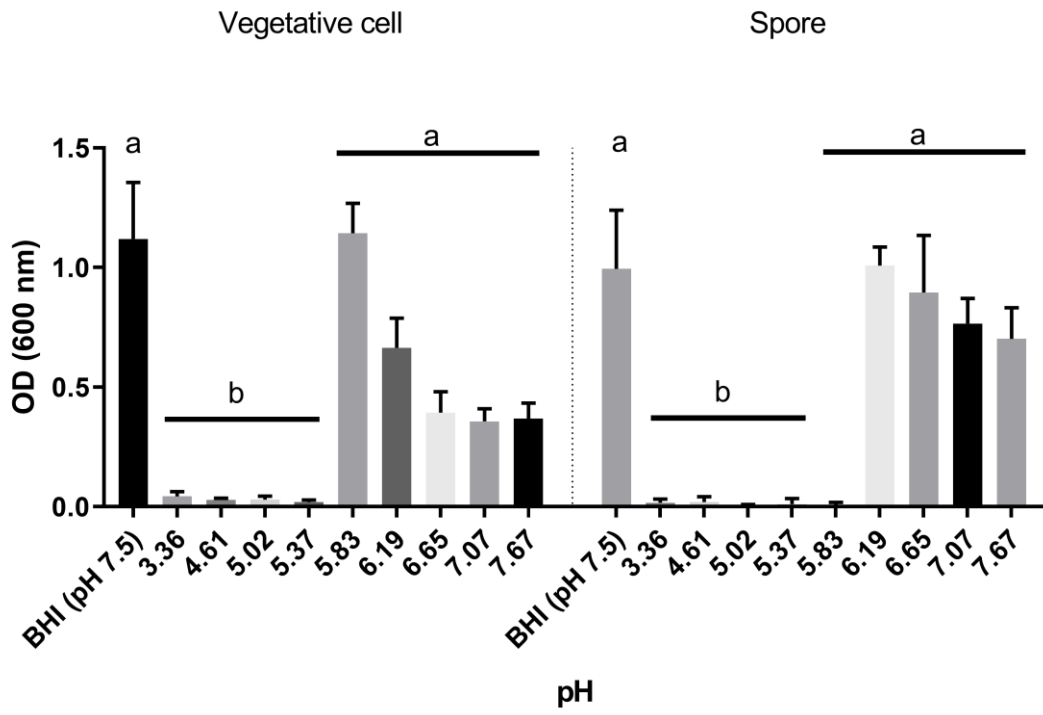 Vegetative cell Spore
a a a a
1.5
1.0
0.5
0.0
b b
OD (600 nm)
BHI (pH 7.5) 3.36 4.61 5.02 5.37 5.83 6.19 6.65 7.07 7.67 BHI (pH 7.5) 3.36 4.61 5.02 5.37 5.83 6.19 6.65 7.07 7.67
pH